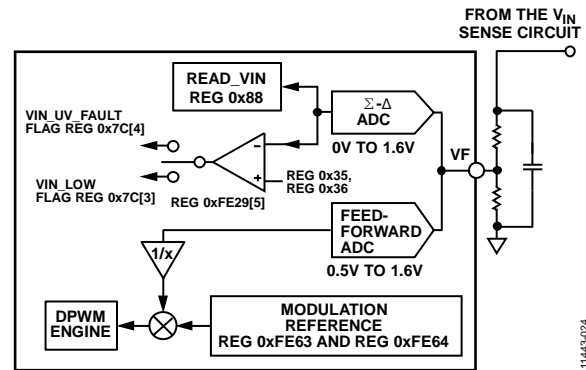 FROM THE VIN
SENSE CIRCUIT
READ_VIN
REG 0x88
Σ-Δ
ADC
0V TO 1.6V
VIN_UV_FAULT
FLAG REG 0x7C[4]
VIN_LOW
FLAG REG 0x7C[3]
–
+
REG 0x35,
REG 0x36
REG 0xFE29[5]
VF
FEED-
FORWARD
ADC
0.5V TO 1.6V
1/x
DPWM
ENGINE
MODULATION
REFERENCE
REG 0xFE63 AND REG 0xFE64
11443-024